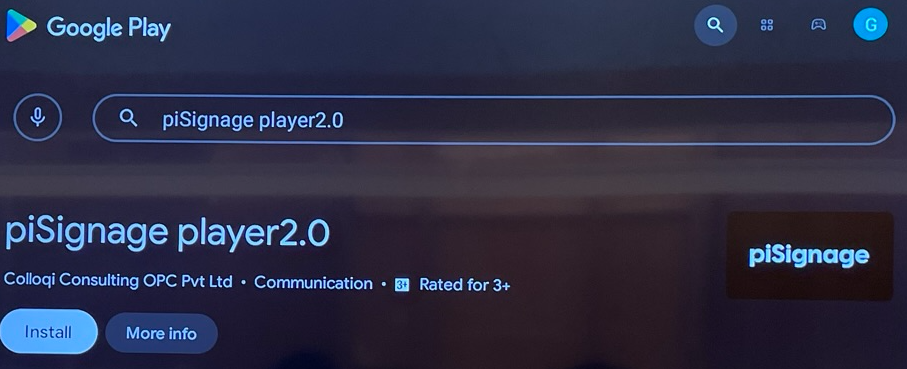 Google Play
G
piSignage player2.0
piSignage player2.0
piSignage
Colloqi Consulting OPC Pvt Ltd • Communication • 3+ Rated for 3+
Install
More info